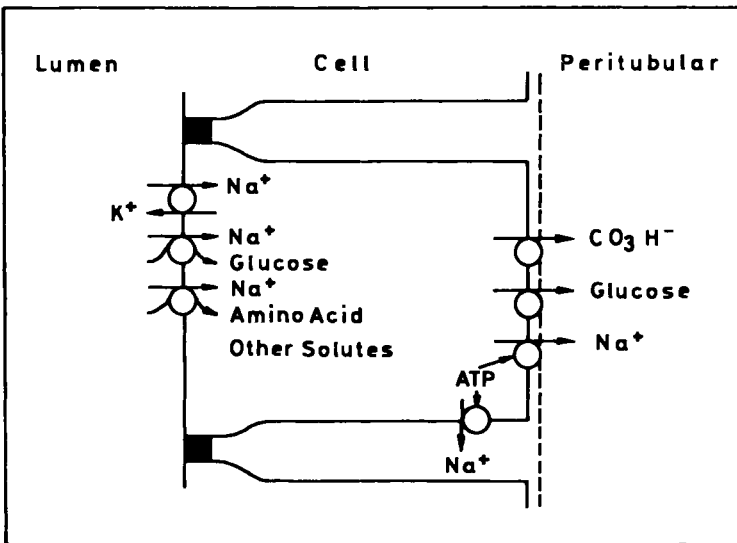 Lumen Cell Peritubular
Na⁺
K⁺
Na⁺
Glucose
Na⁺
Amino Acid
Other Solutes
CO₃H⁻
Glucose
Na⁺
ATP
Na⁺